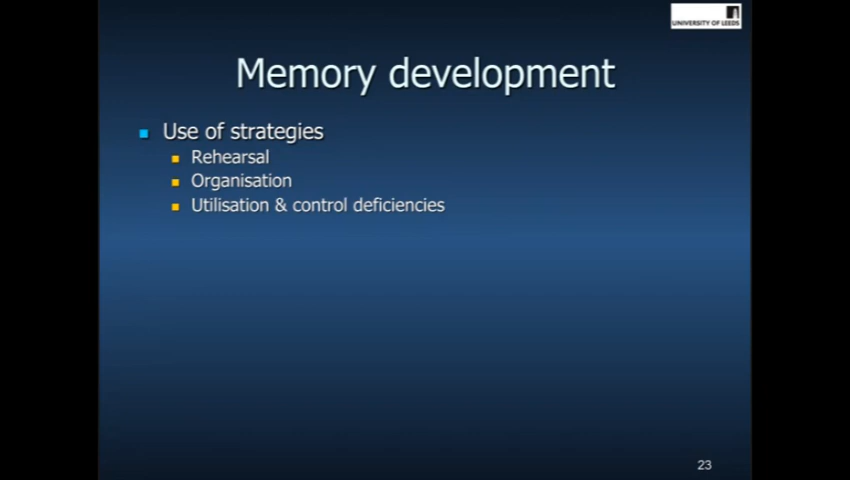 UNIVERSITY OF LEEDS
Memory development
Use of strategies
Rehearsal
Organisation
Utilisation & control deficiencies
23